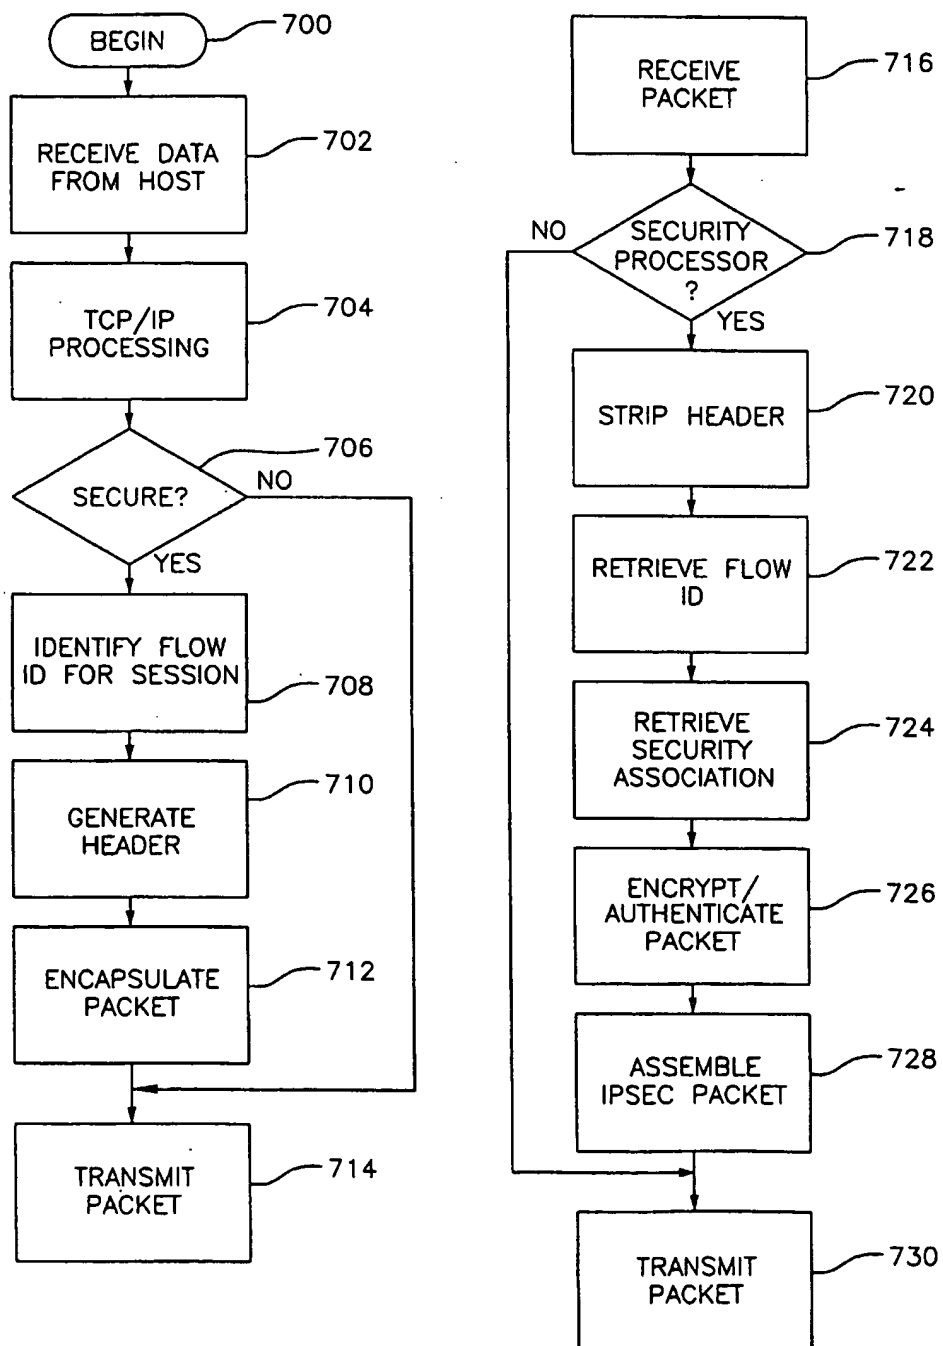 BEGIN
700
RECEIVE DATA
FROM HOST
702
TCP/IP
PROCESSING
704
SECURE?
706
NO
YES
IDENTIFY FLOW
ID FOR SESSION
708
GENERATE
HEADER
710
ENCAPSULATE
PACKET
712
TRANSMIT
PACKET
714
RECEIVE
PACKET
716
SECURITY
PROCESSOR
?
718
NO
YES
STRIP HEADER
720
RETRIEVE FLOW
ID
722
RETRIEVE
SECURITY
ASSOCIATION
724
ENCRYPT/
AUTHENTICATE
PACKET
726
ASSEMBLE
IPSEC PACKET
728
TRANSMIT
PACKET
730